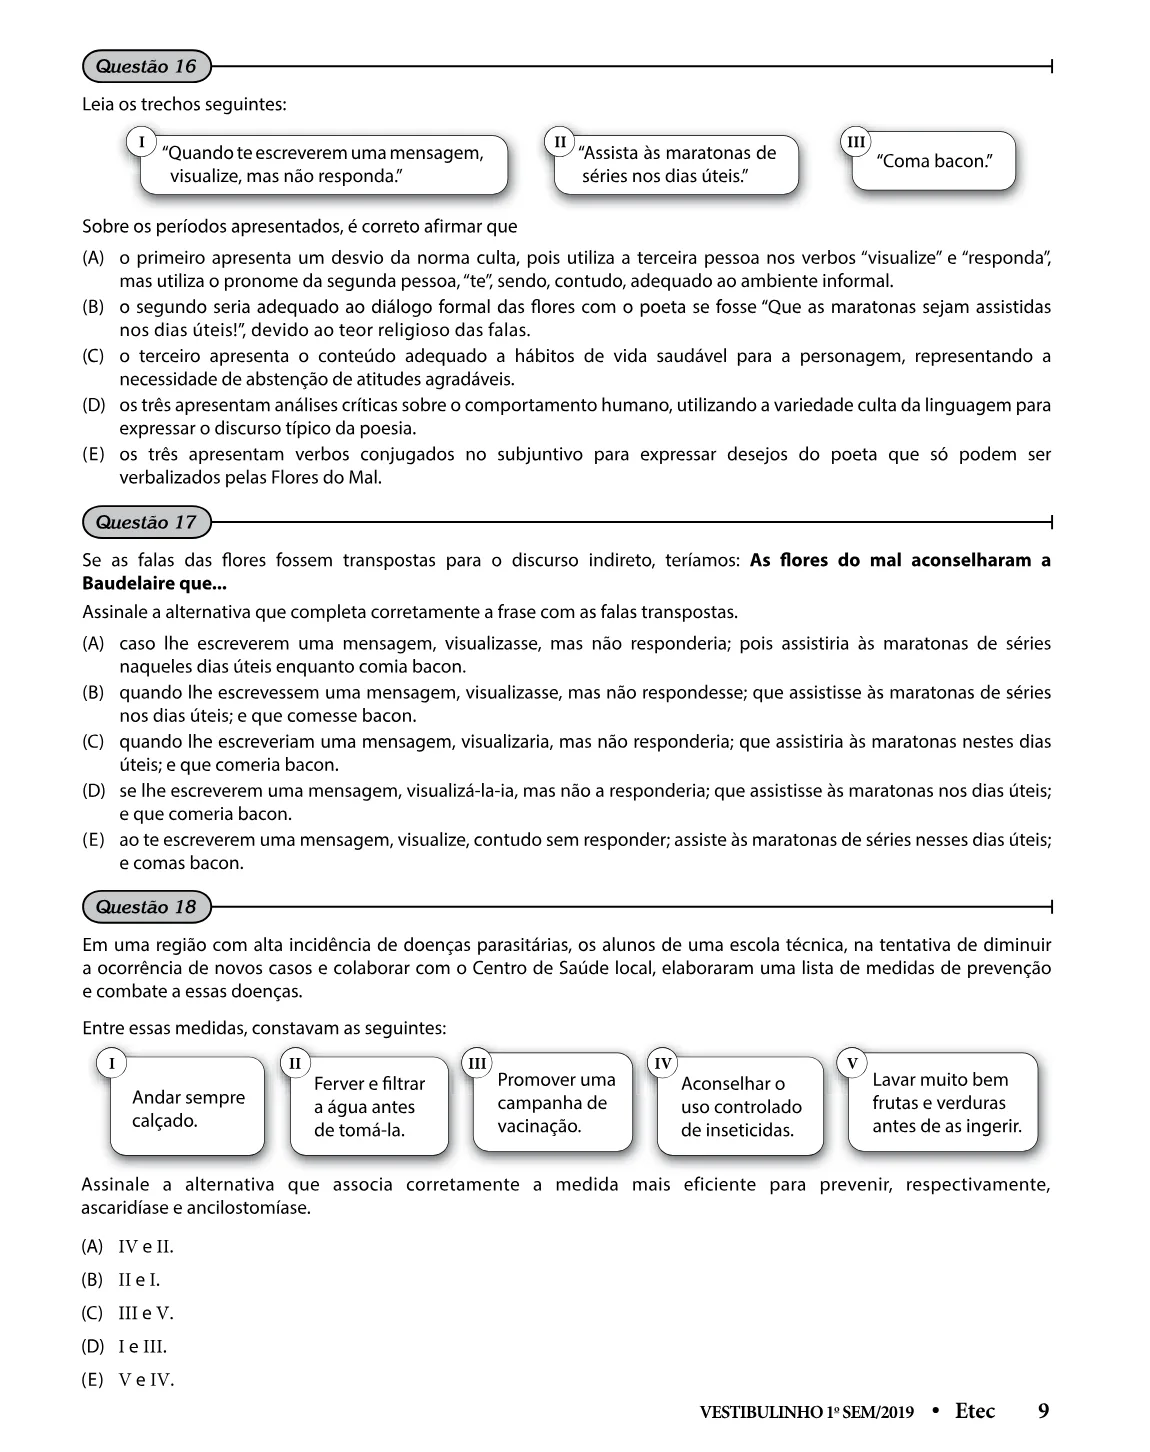 Questão 16
Leia os trechos seguintes:
I
“Quando te escreverem uma mensagem,
visualize, mas não responda.”
II
“Assista às maratonas de
séries nos dias úteis.”
III
“Coma bacon.”
Sobre os períodos apresentados, é correto afirmar que
(A) o primeiro apresenta um desvio da norma culta, pois utiliza a terceira pessoa nos verbos “visualize” e “responda”,
mas utiliza o pronome da segunda pessoa, “te”, sendo, contudo, adequado ao ambiente informal.
(B) o segundo seria adequado ao diálogo formal das flores com o poeta se fosse “Que as maratonas sejam assistidas
nos dias úteis!”, devido ao teor religioso das falas.
(C) o terceiro apresenta o conteúdo adequado a hábitos de vida saudável para a personagem, representando a
necessidade de abstenção de atitudes agradáveis.
(D) os três apresentam análises críticas sobre o comportamento humano, utilizando a variedade culta da linguagem para
expressar o discurso típico da poesia.
(E) os três apresentam verbos conjugados no subjuntivo para expressar desejos do poeta que só podem ser
verbalizados pelas Flores do Mal.
Questão 17
Se as falas das flores fossem transpostas para o discurso indireto, teríamos: As flores do mal aconselharam a
Baudelaire que...
Assinale a alternativa que completa corretamente a frase com as falas transpostas.
(A) caso lhe escreverem uma mensagem, visualizasse, mas não responderia; pois assistiria às maratonas de séries
naqueles dias úteis enquanto comia bacon.
(B) quando lhe escrevessem uma mensagem, visualizasse, mas não respondesse; que assistisse às maratonas de séries
nos dias úteis; e que comesse bacon.
(C) quando lhe escreveriam uma mensagem, visualizaria, mas não responderia; que assistiria às maratonas nestes dias
úteis; e que comeria bacon.
(D) se lhe escreverem uma mensagem, visualizá-la-ia, mas não a responderia; que assistisse às maratonas nos dias úteis;
e que comeria bacon.
(E) ao te escreverem uma mensagem, visualize, contudo sem responder; assiste às maratonas de séries nesses dias úteis;
e comas bacon.
Questão 18
Em uma região com alta incidência de doenças parasitárias, os alunos de uma escola técnica, na tentativa de diminuir
a ocorrência de novos casos e colaborar com o Centro de Saúde local, elaboraram uma lista de medidas de prevenção
e combate a essas doenças.
Entre essas medidas, constavam as seguintes:
I
Andar sempre
calçado.
II
Ferver e filtrar
a água antes
de tomá-la.
III
Promover uma
campanha de
vacinação.
IV
Aconselhar o
uso controlado
de inseticidas.
V
Lavar muito bem
frutas e verduras
antes de as ingerir.
Assinale a alternativa que associa corretamente a medida mais eficiente para prevenir, respectivamente,
ascaridíase e ancilostomíase.
(A) IV e II.
(B) II e I.
(C) III e V.
(D) I e III.
(E) V e IV.
VESTIBULINHO 1º SEM/2019 • Etec 9